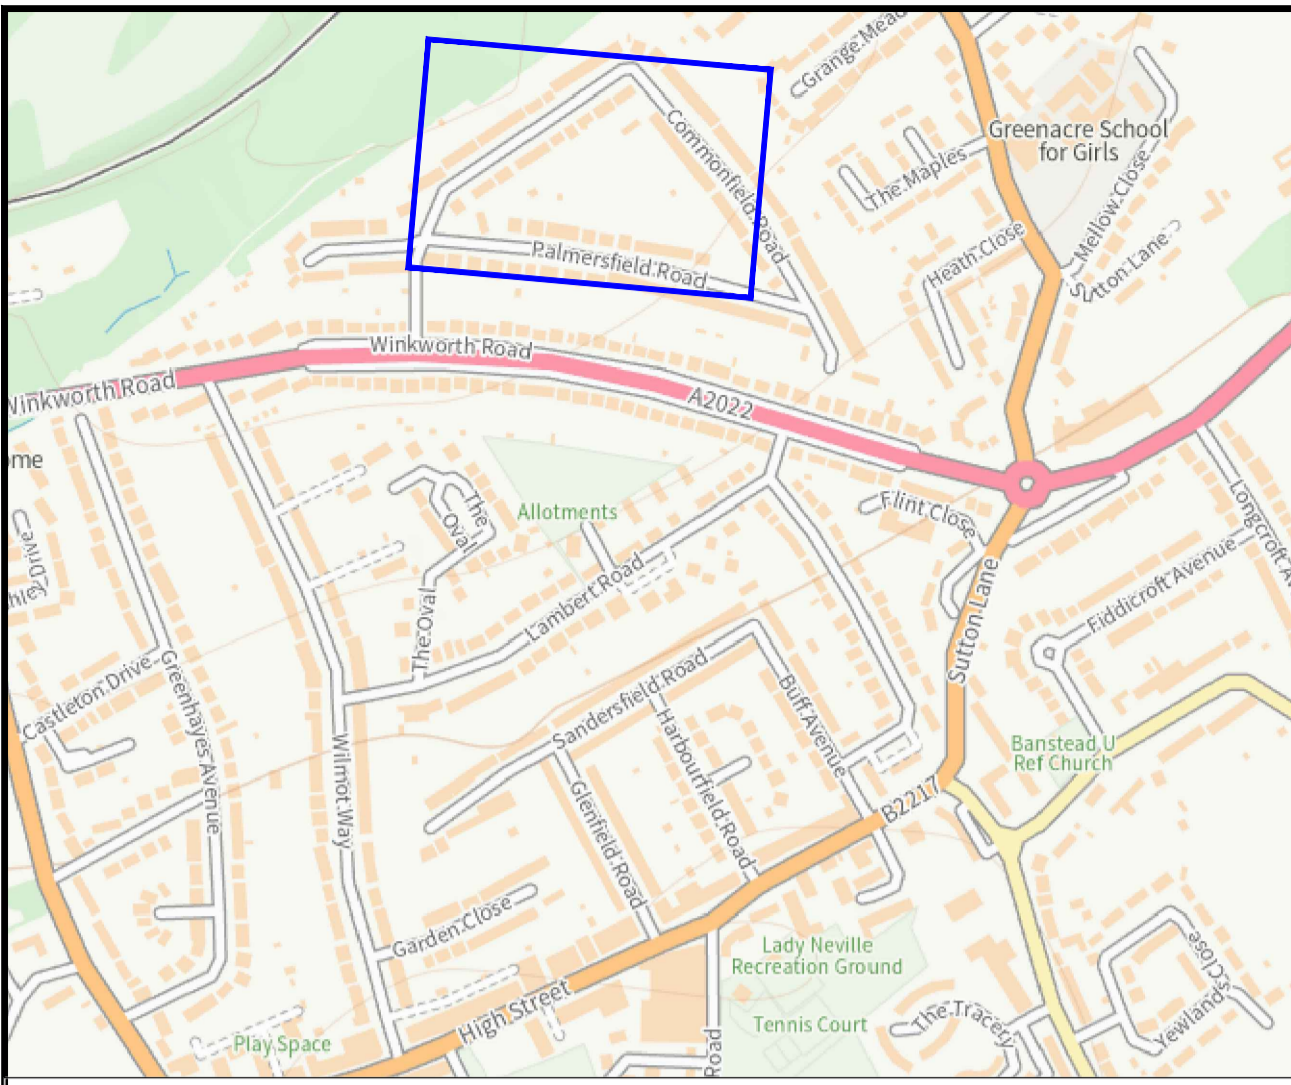 Grange Mead
Greenacre School
for Girls
Commonfield Road
The Maples
Mellow Close
Heath Close
Sutton Lane
Palmersfield Road
Winkworth Road
Winkworth Road
A2022
ome
Allotments
The
Oval
Flint Close
Longcroft Av
Drive
Lambert Road
Fiddicroft Avenue
The Oval
Sutton Lane
Castleton Drive
Greenhayes Avenue
Sandersfield Road
Buff Avenue
Harbourfield Road
Banstead U
Ref Church
Wilmot Way
Glenfield Road
B2217
Garden Close
Lady Neville
Recreation Ground
Yewlands Close
High Street
Tennis Court
The Tracery
Play Space
Road